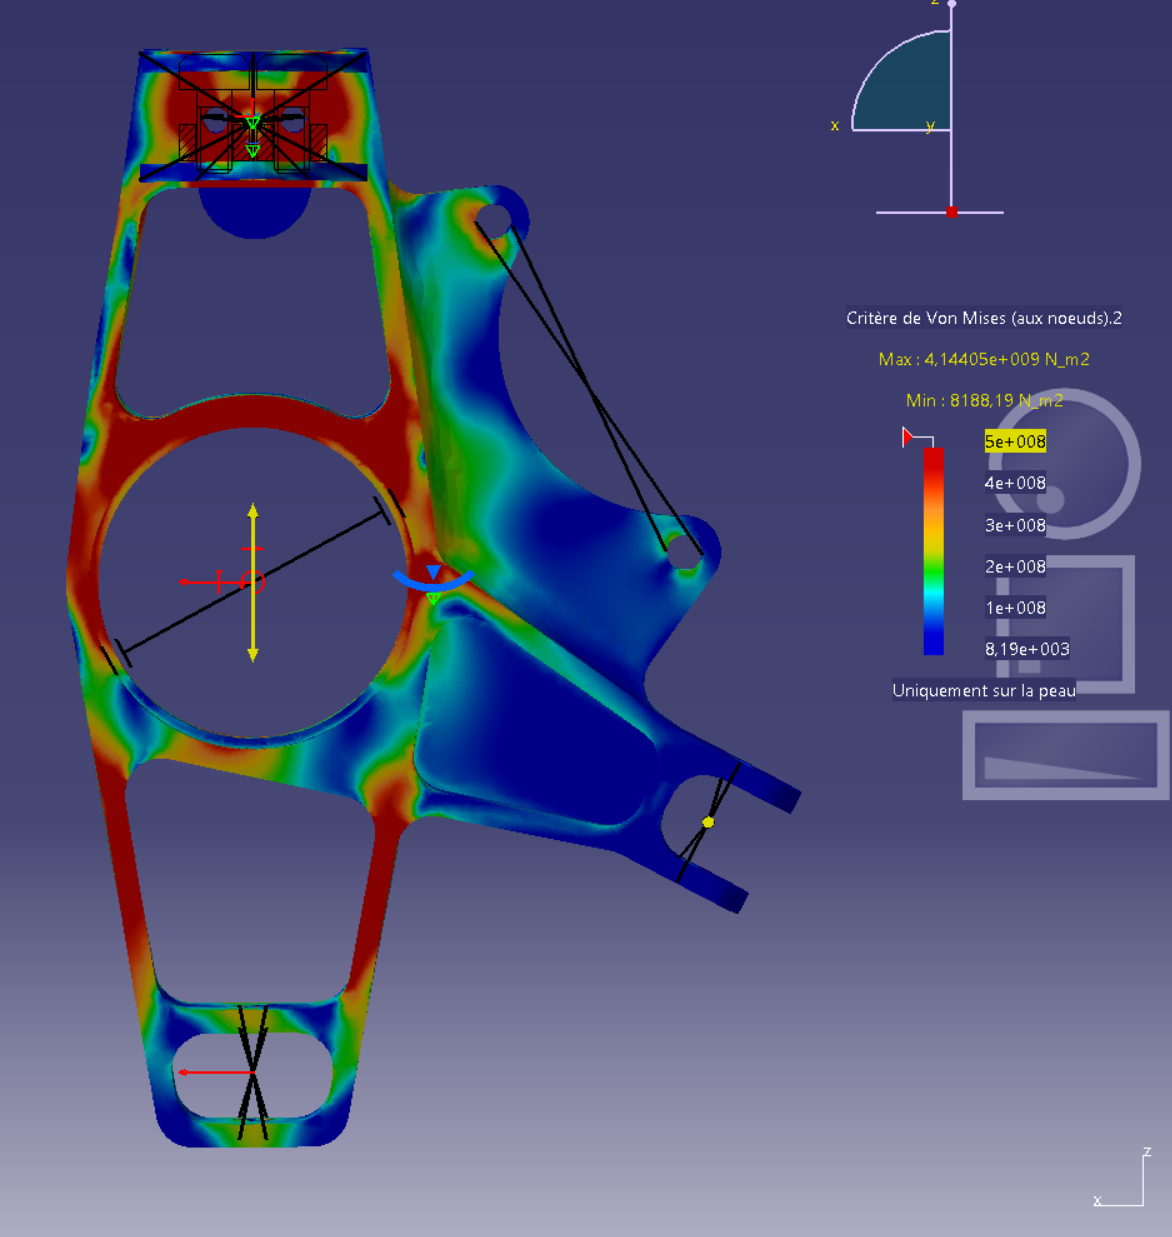 z
x
y
Critère de Von Mises (aux noeuds).2
Max : 4,14405e+009 N_m2
Min : 8188,19 N_m2
5e+008
4e+008
3e+008
2e+008
1e+008
8,19e+003
Uniquement sur la peau
z
x